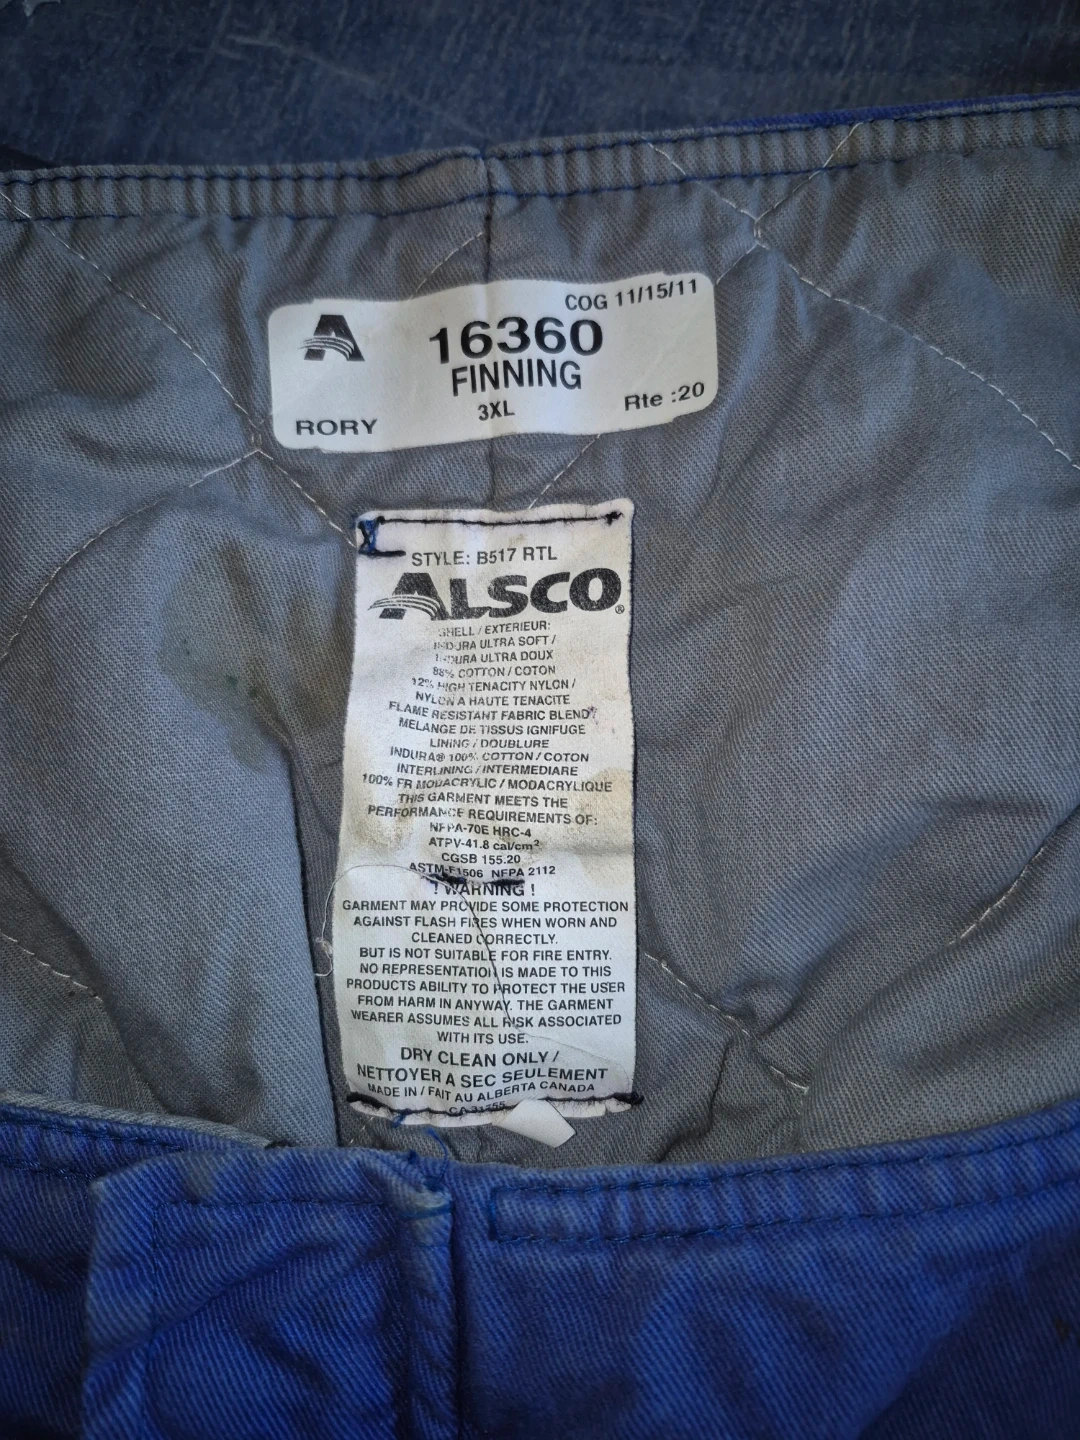 COG 11/15/11
A
16360
FINNING
3XL
RORY
Rte :20
STYLE: B517 RTL
ALSCO®
SHELL / EXTERIEUR:
INDURA ULTRA SOFT /
INDURA ULTRA DOUX
88% COTTON / COTON
12% HIGH TENACITY NYLON /
NYLON A HAUTE TENACITE
FLAME RESISTANT FABRIC BLEND
MELANGE DE TISSUS IGNIFUGE
LINING / DOUBLURE
INDURA® 100% COTTON / COTON
INTERLINING / INTERMEDIARE
100% FR MODACRYLIC / MODACRYLIQUE
THIS GARMENT MEETS THE
PERFORMANCE REQUIREMENTS OF:
NFPA-70E HRC-4
ATPV-41.8 cal/cm²
CGSB 155.20
ASTM-F1506 NFPA 2112
! WARNING !
GARMENT MAY PROVIDE SOME PROTECTION
AGAINST FLASH FIRES WHEN WORN AND
CLEANED CORRECTLY.
BUT IS NOT SUITABLE FOR FIRE ENTRY.
NO REPRESENTATION IS MADE TO THIS
PRODUCTS ABILITY TO PROTECT THE USER
FROM HARM IN ANYWAY. THE GARMENT
WEARER ASSUMES ALL RISK ASSOCIATED
WITH ITS USE.
DRY CLEAN ONLY /
NETTOYER A SEC SEULEMENT
MADE IN / FAIT AU ALBERTA CANADA
CA